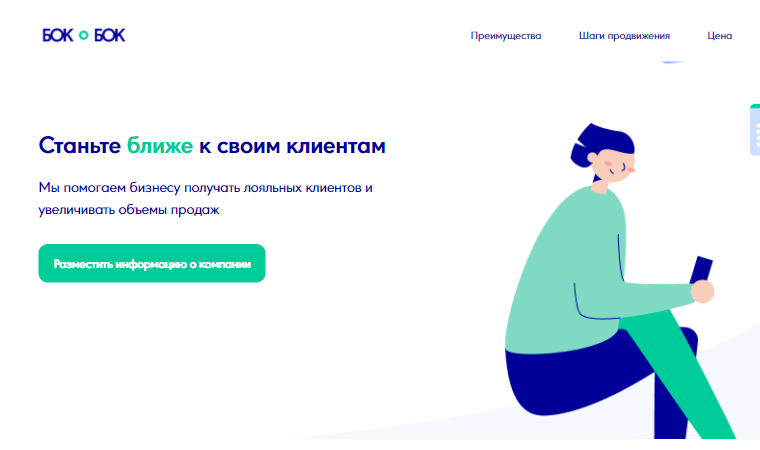 БОК о БОК
Преимущества
Шаги продвижения
Цена
Станьте ближе к своим клиентам
Мы помогаем бизнесу получать лояльных клиентов и
увеличивать объемы продаж
Разместить информацию о компании